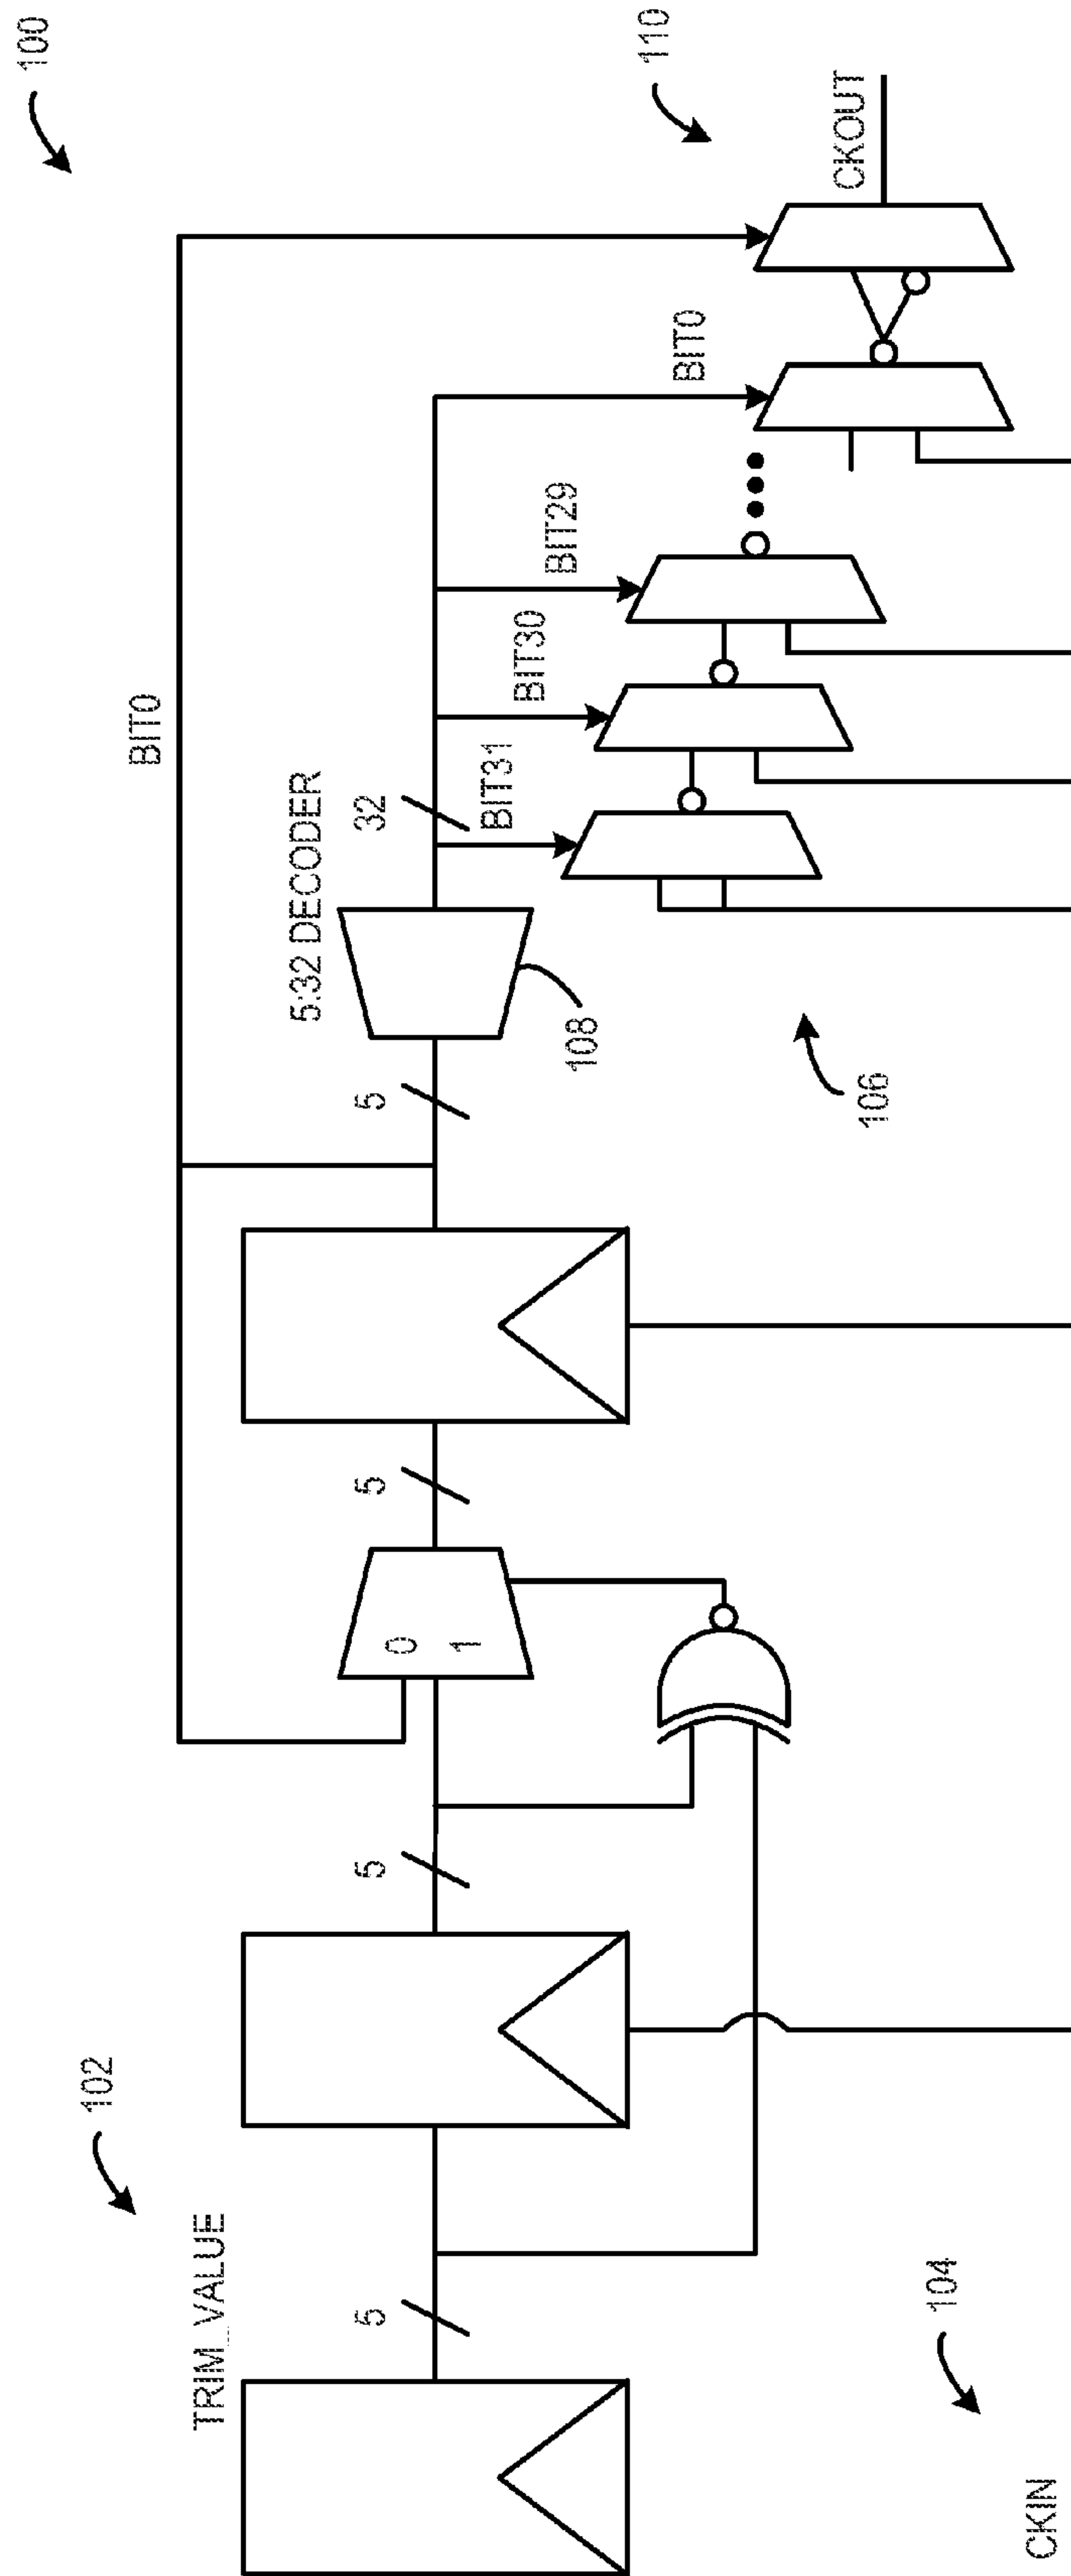 100
102
TRIM_VALUE
5
5
BIT0
0
1
5
5
5:32 DECODER
32
108
BIT31
BIT30
BIT29
BIT0
110
CKOUT
106
104
CKIN